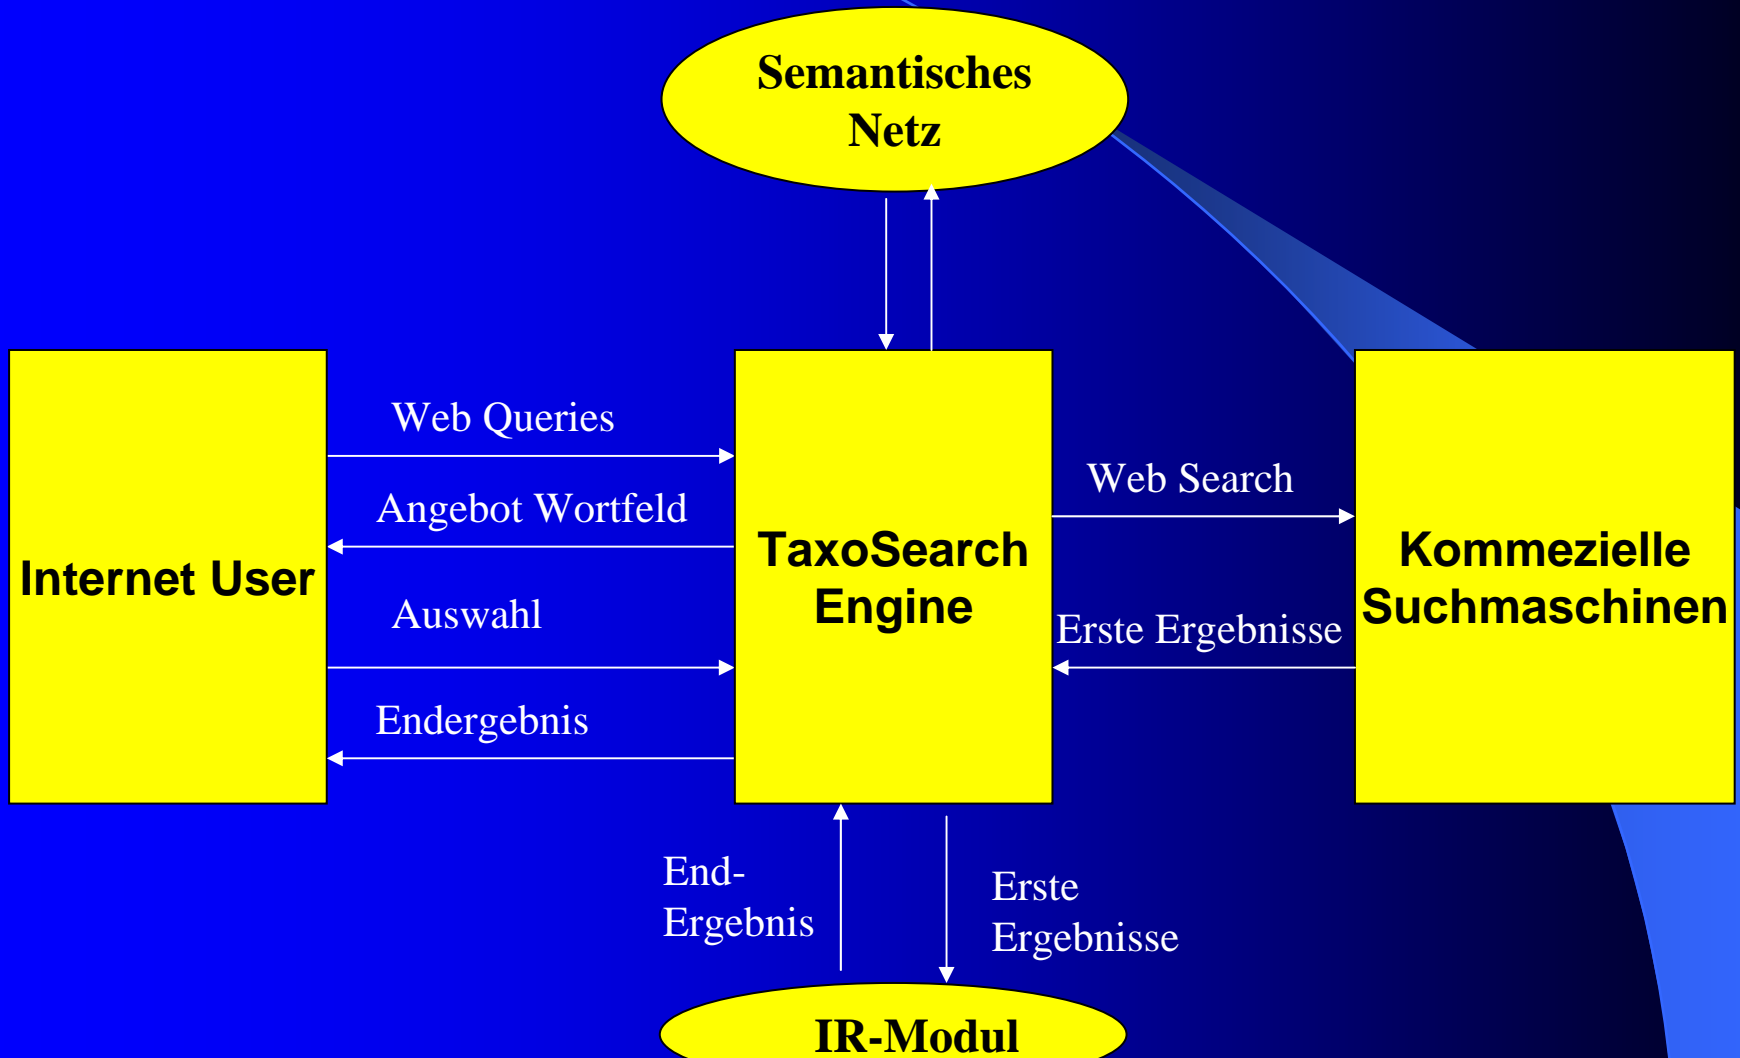 Semantisches
Netz
Web Queries
Angebot Wortfeld
Internet User
Auswahl
Endergebnis
TaxoSearch
Engine
Web Search
Erste Ergebnisse
Kommezielle
Suchmaschinen
End-
Ergebnis
Erste
Ergebnisse
IR-Modul